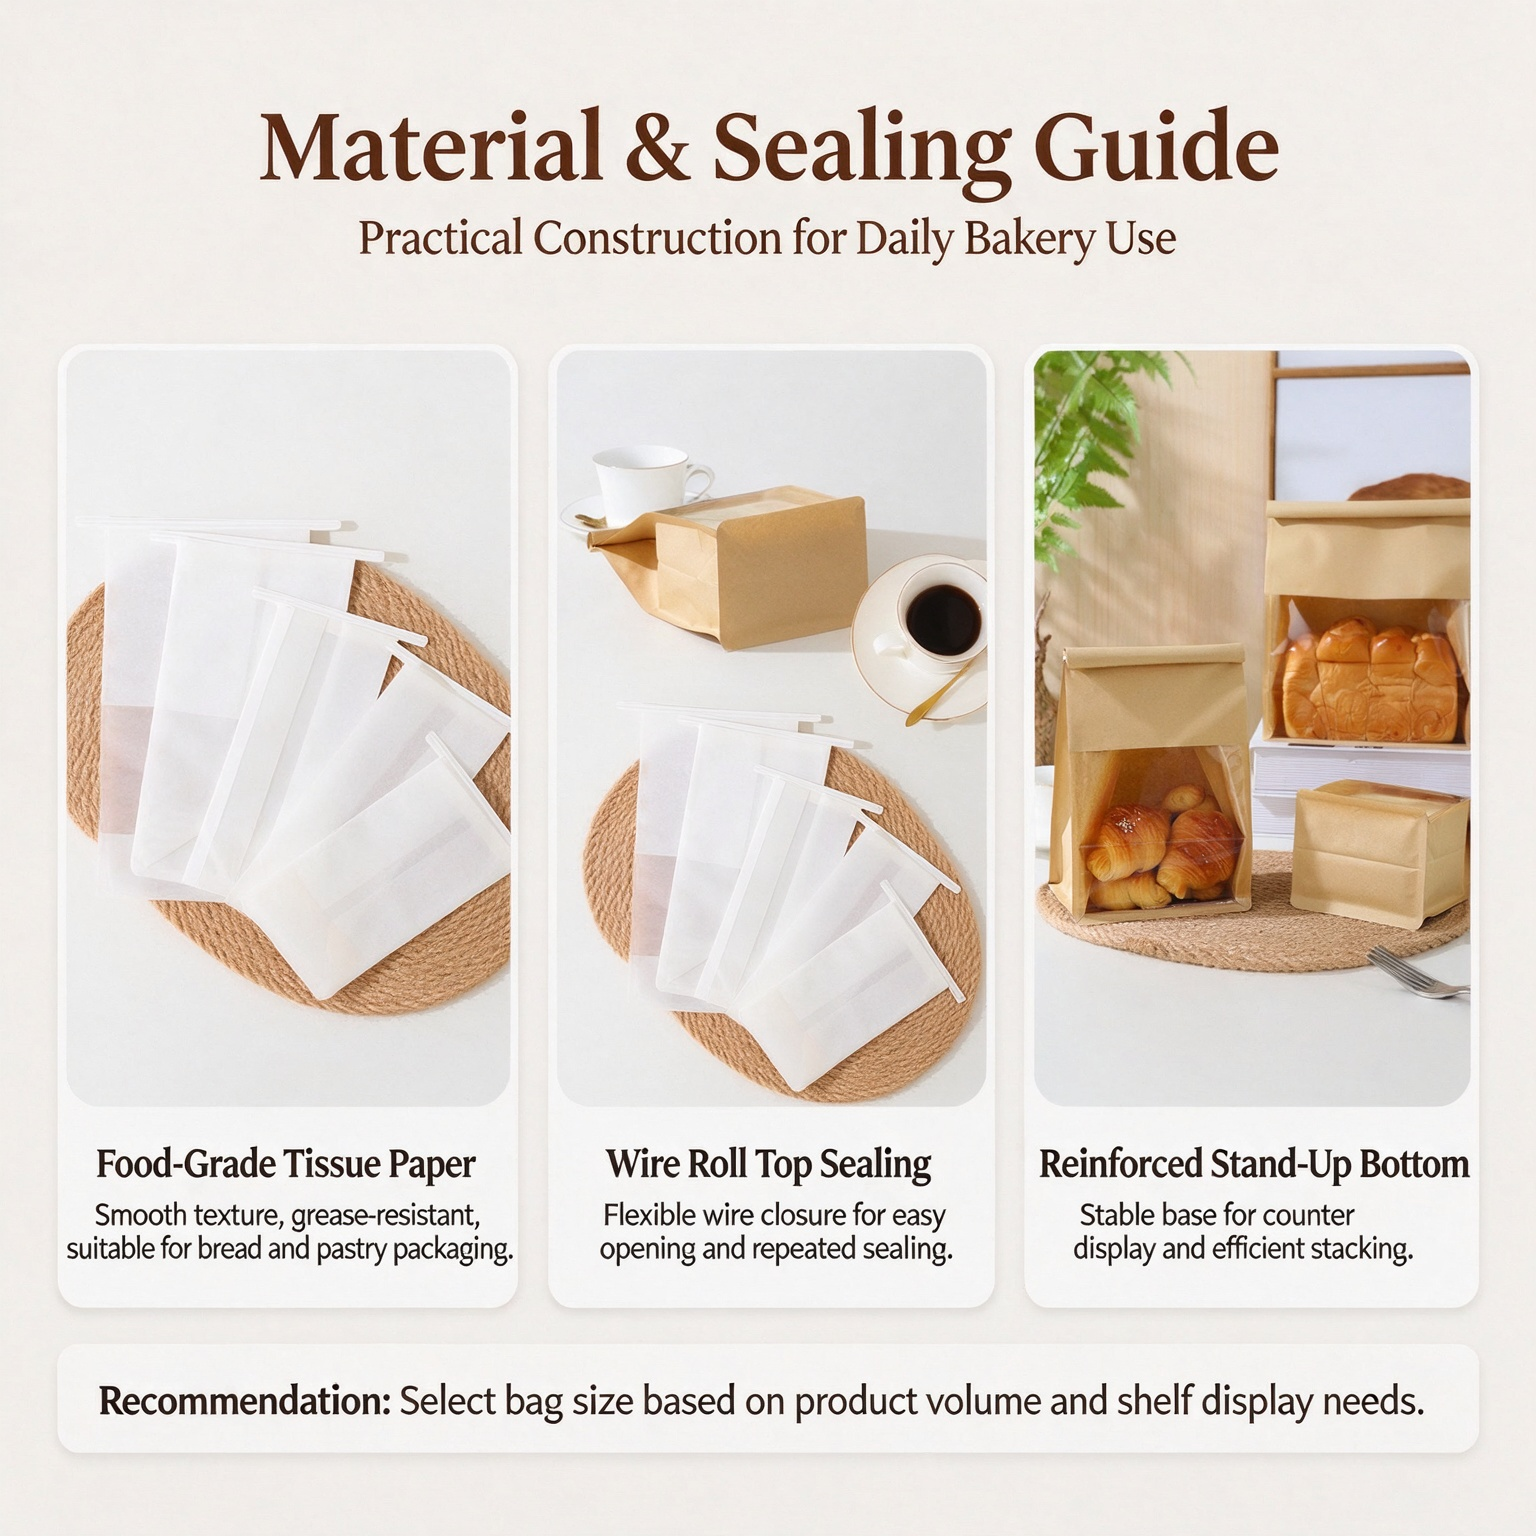 Material & Sealing Guide
Practical Construction for Daily Bakery Use
Food-Grade Tissue Paper
Smooth texture, grease-resistant,
suitable for bread and pastry packaging.
Wire Roll Top Sealing
Flexible wire closure for easy
opening and repeated sealing.
Reinforced Stand-Up Bottom
Stable base for counter
display and efficient stacking.
Recommendation: Select bag size based on product volume and shelf display needs.